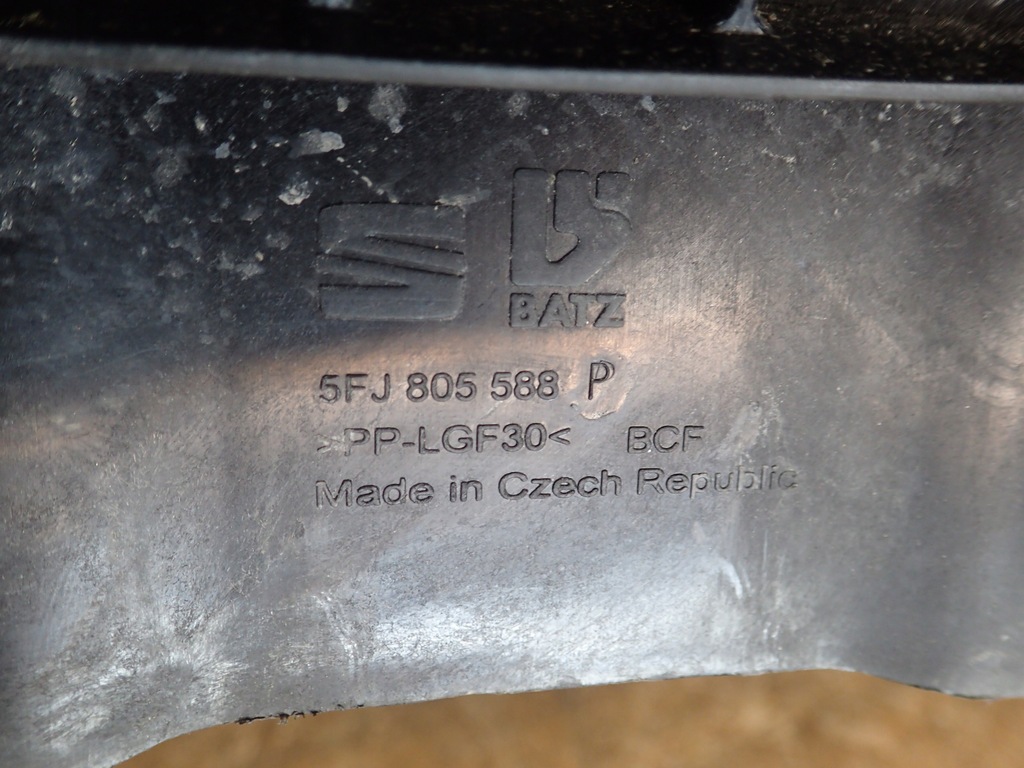 BATZ
5FJ 805 588 P
>PP-LGF30< BCF
Made in Czech Republic